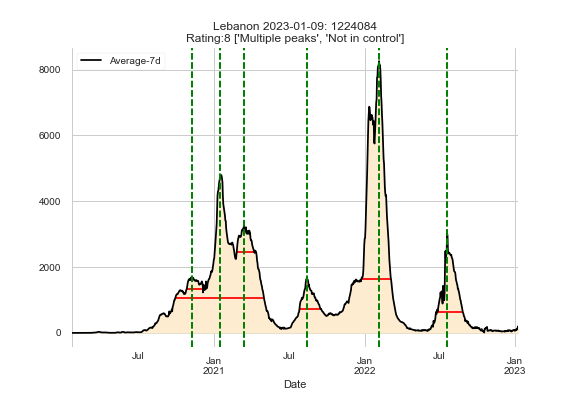 Lebanon 2023-01-09: 1224084
Rating:8 ['Multiple peaks', 'Not in control']
Average-7d
8000
6000
4000
2000
0
Jul
Jan
2021
Jul
Jan
2022
Jul
Jan
2023
Date